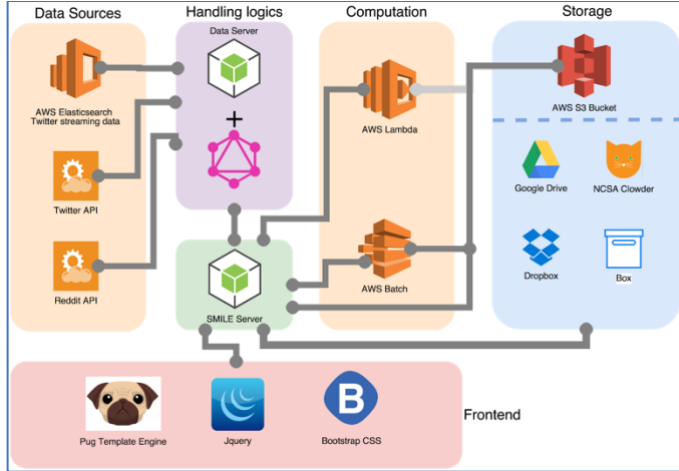 Data Sources
Handling logics
Computation
Storage
Data Server
AWS Elasticsearch
Twitter streaming data
+
AWS Lambda
AWS S3 Bucket
Google Drive
NCSA Clowder
Twitter API
Dropbox
Box
Reddit API
SMILE Server
AWS Batch
Frontend
B
Pug Template Engine
Jquery
Bootstrap CSS